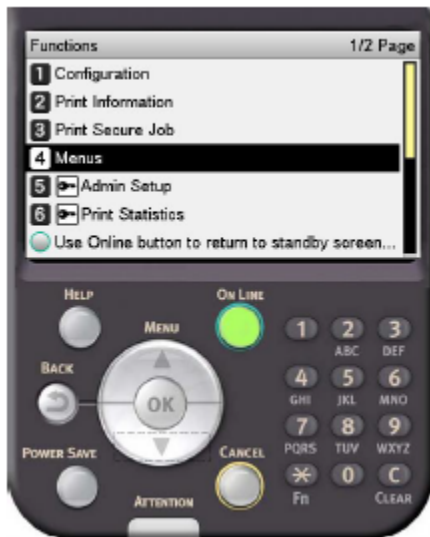 Functions 1/2 Page
1 Configuration
2 Print Information
3 Print Secure Job
4 Menus
5 Admin Setup
6 Print Statistics
Use Online button to return to standby screen...
HELP
ON LINE
MENU
BACK
OK
POWER SAVE
CANCEL
ATTENTION
1 2 3
ABC DEF
4 5 6
GHI JKL MNO
7 8 9
PQRS TUV WXYZ
* 0 C
Fn CLEAR